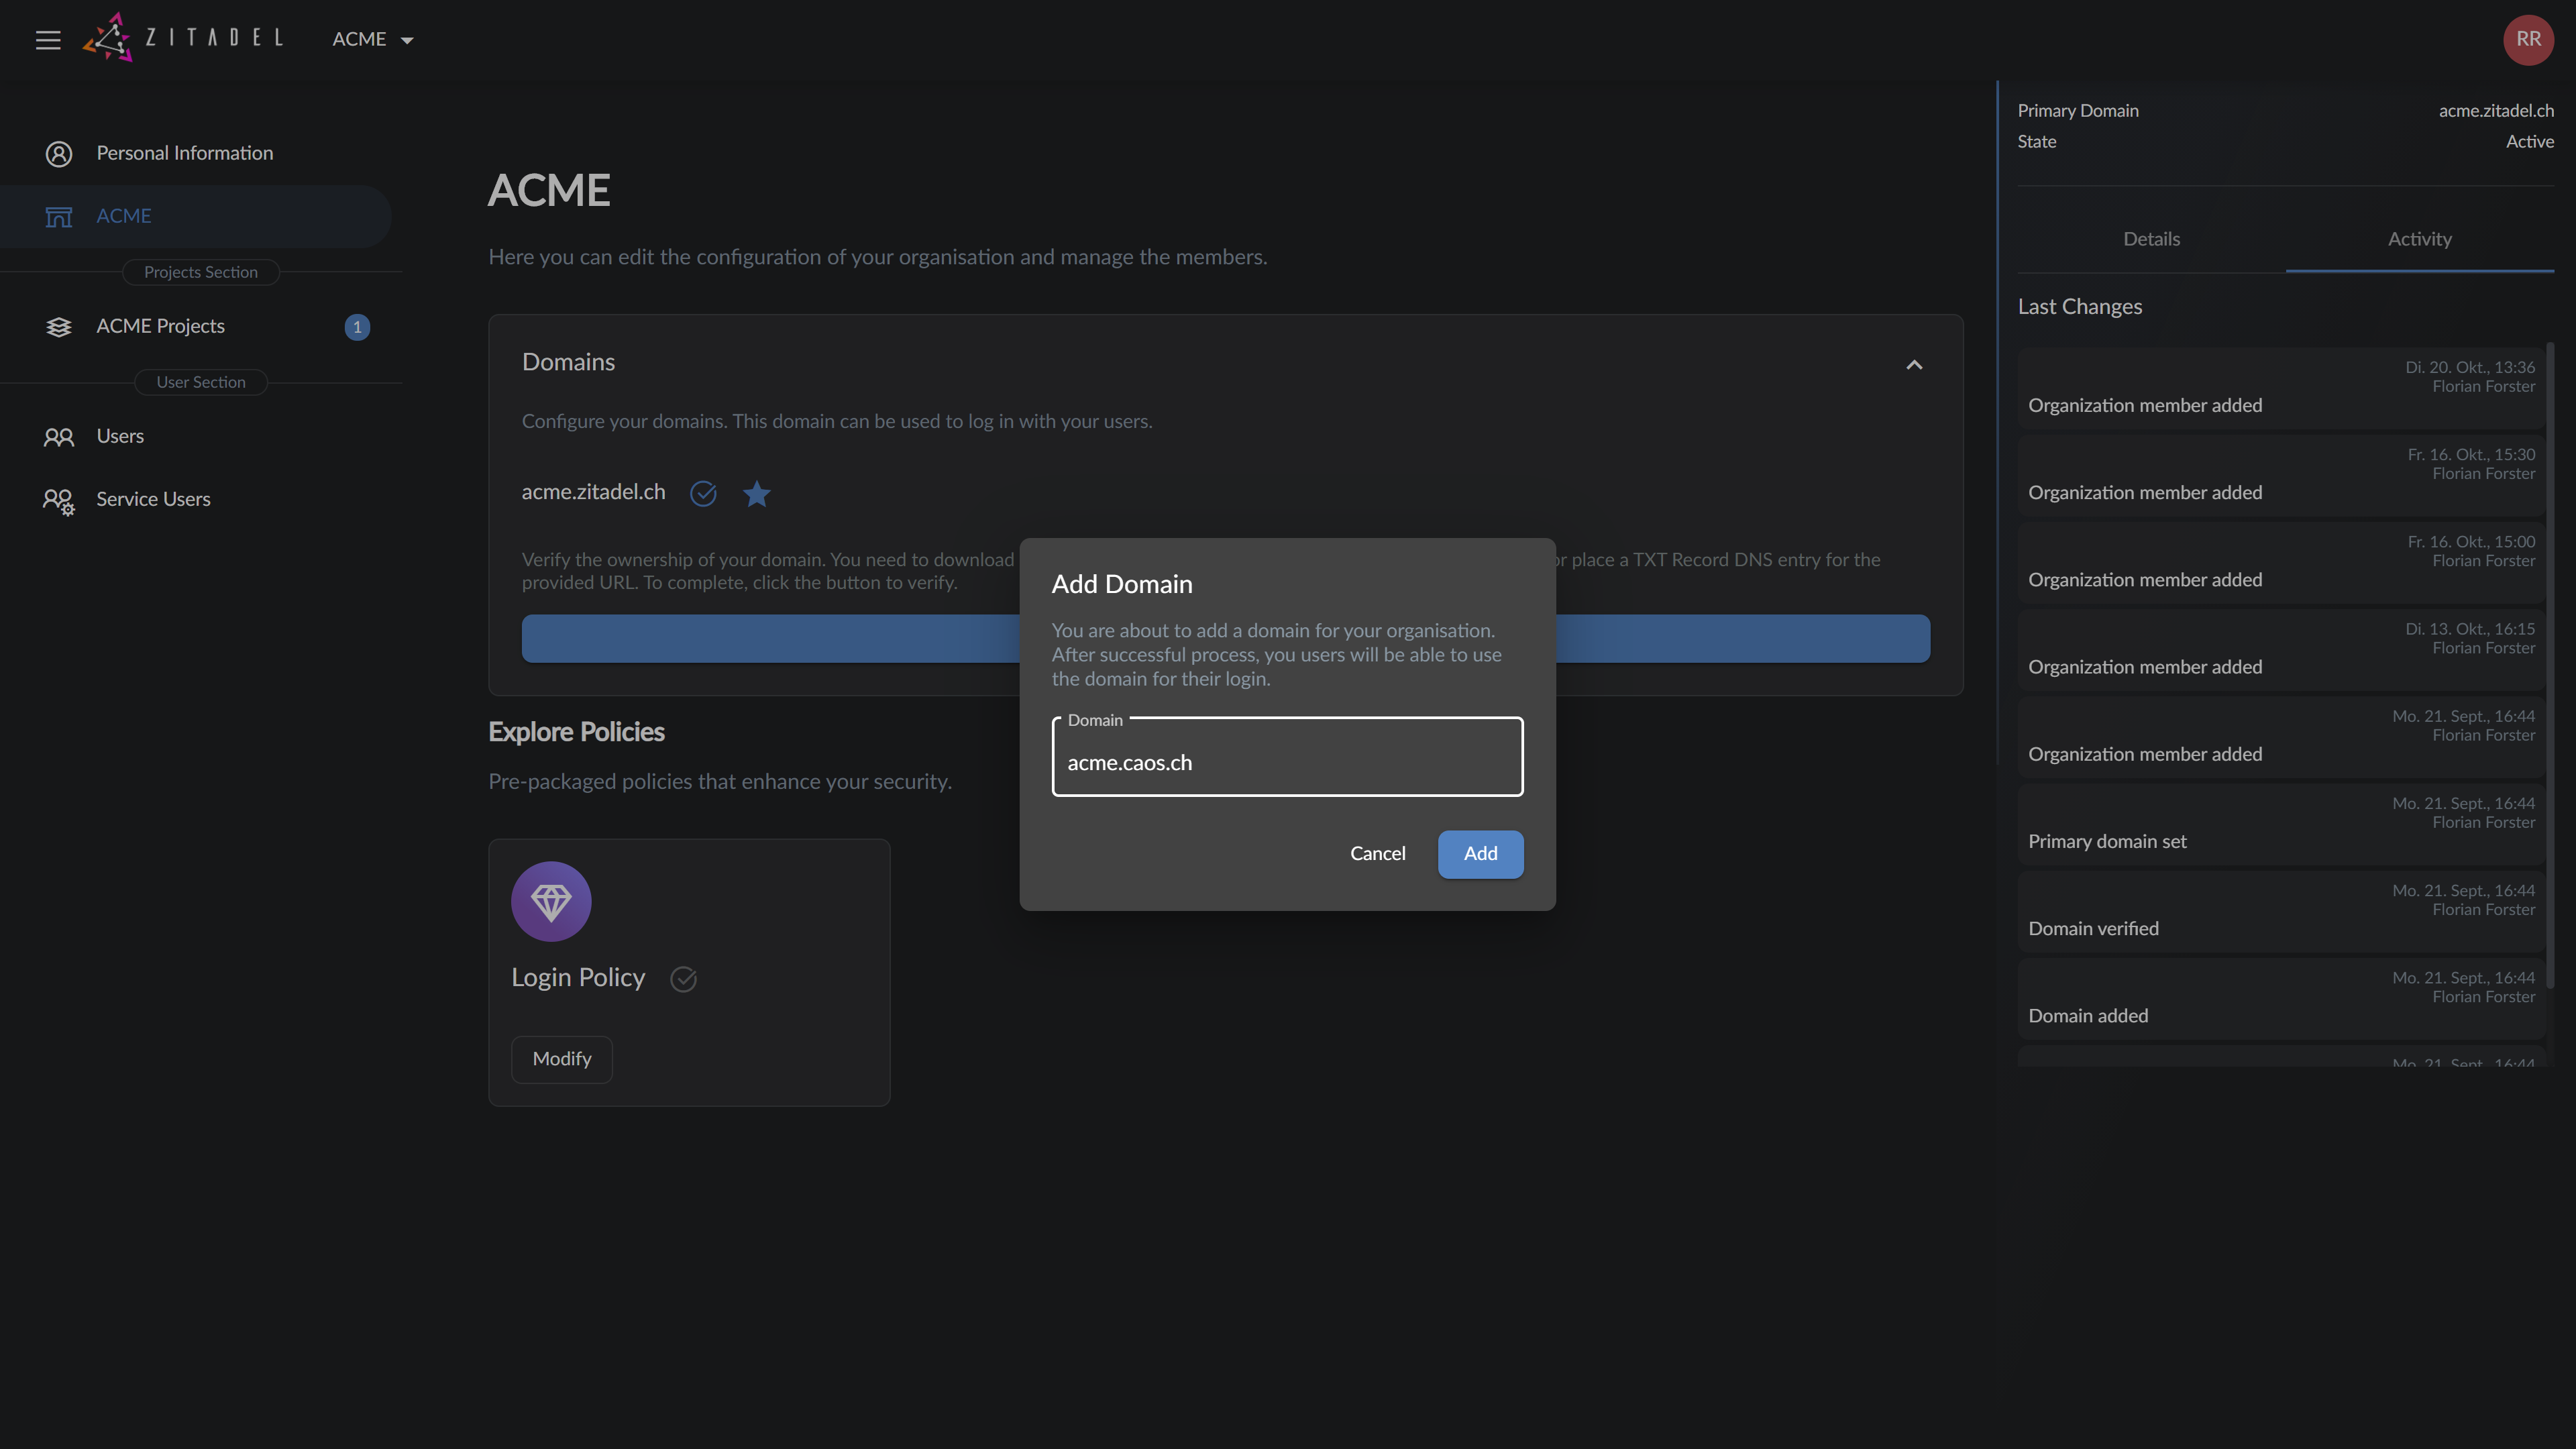 ZITADEL
ACME
RR
Personal Information
ACME
Projects Section
ACME Projects
1
User Section
Users
Service Users
ACME
Here you can edit the configuration of your organisation and manage the members.
Domains
Configure your domains. This domain can be used to log in with your users.
acme.zitadel.ch
Verify the ownership of your domain. You need to download
or place a TXT Record DNS entry for the
provided URL. To complete, click the button to verify.
Explore Policies
Pre-packaged policies that enhance your security.
Login Policy
Modify
Add Domain
You are about to add a domain for your organisation.
After successful process, you users will be able to use
the domain for their login.
Domain
acme.caos.ch
Cancel
Add
Primary Domain
acme.zitadel.ch
State
Active
Details
Activity
Last Changes
Di. 20. Okt., 13:36
Florian Forster
Organization member added
Fr. 16. Okt., 15:30
Florian Forster
Organization member added
Fr. 16. Okt., 15:00
Florian Forster
Organization member added
Di. 13. Okt., 16:15
Florian Forster
Organization member added
Mo. 21. Sept., 16:44
Florian Forster
Organization member added
Mo. 21. Sept., 16:44
Florian Forster
Primary domain set
Mo. 21. Sept., 16:44
Florian Forster
Domain verified
Mo. 21. Sept., 16:44
Florian Forster
Domain added
Mo. 21. Sept., 16:44